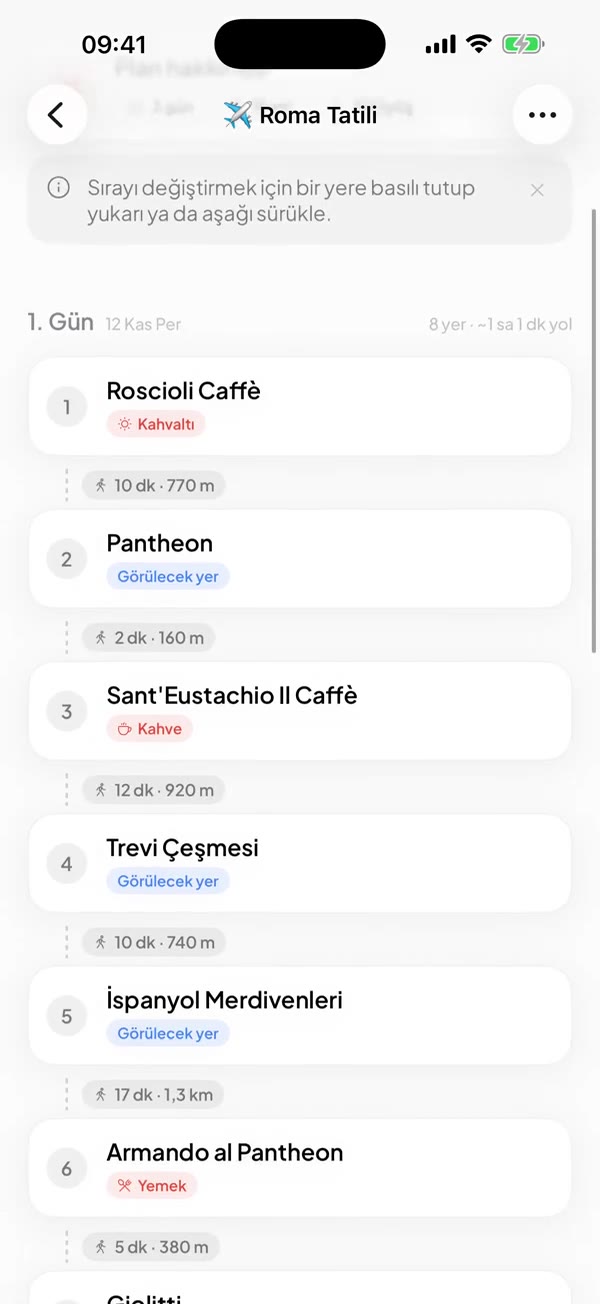 09:41
✈️ Roma Tatili
Sırayı değiştirmek için bir yere basılı tutup
yukarı ya da aşağı sürükle.
1. Gün 12 Kas Per 8 yer · ~1 sa 1 dk yol
1 Roscioli Caffè
Kahvaltı
10 dk · 770 m
2 Pantheon
Görülecek yer
2 dk · 160 m
3 Sant'Eustachio Il Caffè
Kahve
12 dk · 920 m
4 Trevi Çeşmesi
Görülecek yer
10 dk · 740 m
5 İspanyol Merdivenleri
Görülecek yer
17 dk · 1,3 km
6 Armando al Pantheon
Yemek
5 dk · 380 m
Giolitti